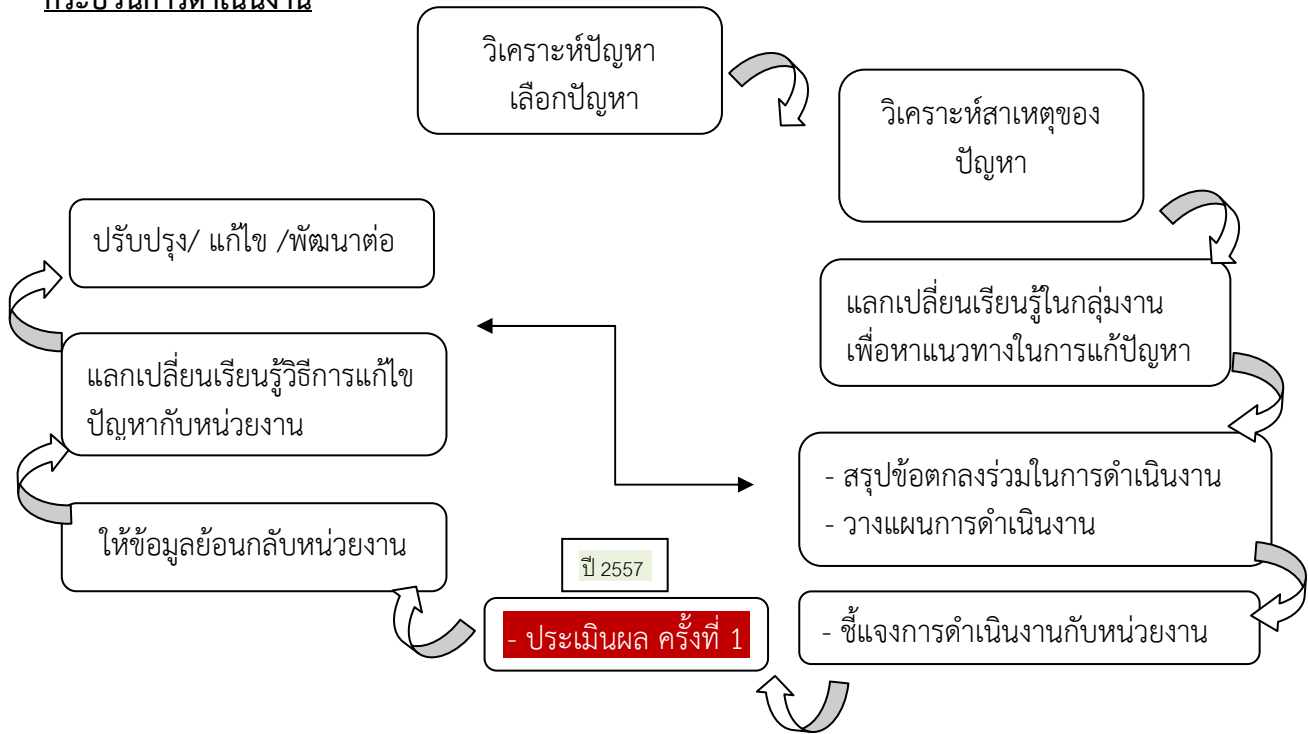 กระบวนการดำเนินงาน
วิเคราะห์ปัญหา
เลือกปัญหา
วิเคราะห์สาเหตุของ
ปัญหา
แลกเปลี่ยนเรียนรู้ในกลุ่มงาน
เพื่อหาแนวทางในการแก้ปัญหา
- สรุปข้อตกลงร่วมในการดำเนินงาน
- วางแผนการดำเนินงาน
- ชี้แจงการดำเนินงานกับหน่วยงาน
ปี 2557
- ประเมินผล ครั้งที่ 1
ให้ข้อมูลย้อนกลับหน่วยงาน
แลกเปลี่ยนเรียนรู้วิธีการแก้ไข
ปัญหากับหน่วยงาน
ปรับปรุง/ แก้ไข /พัฒนาต่อ